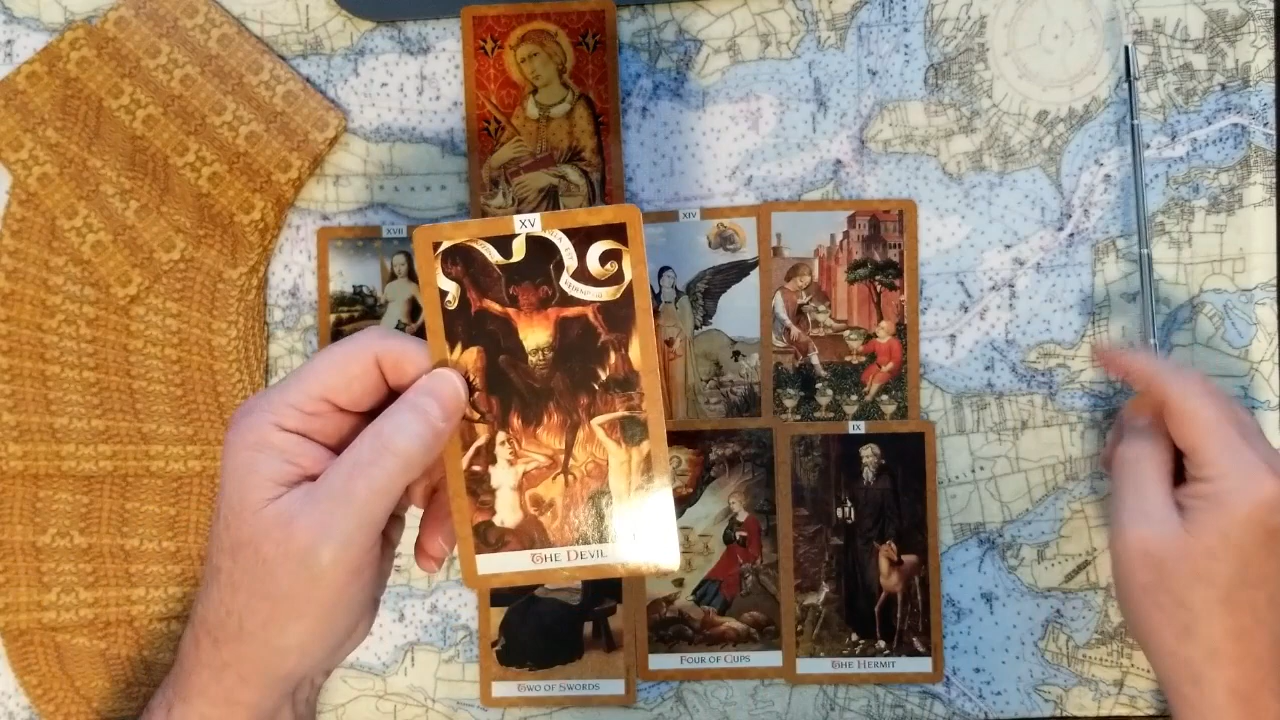 XVII
XV
XIV
THE DEVIL
IX
TWO OF SWORDS
FOUR OF CUPS
THE HERMIT